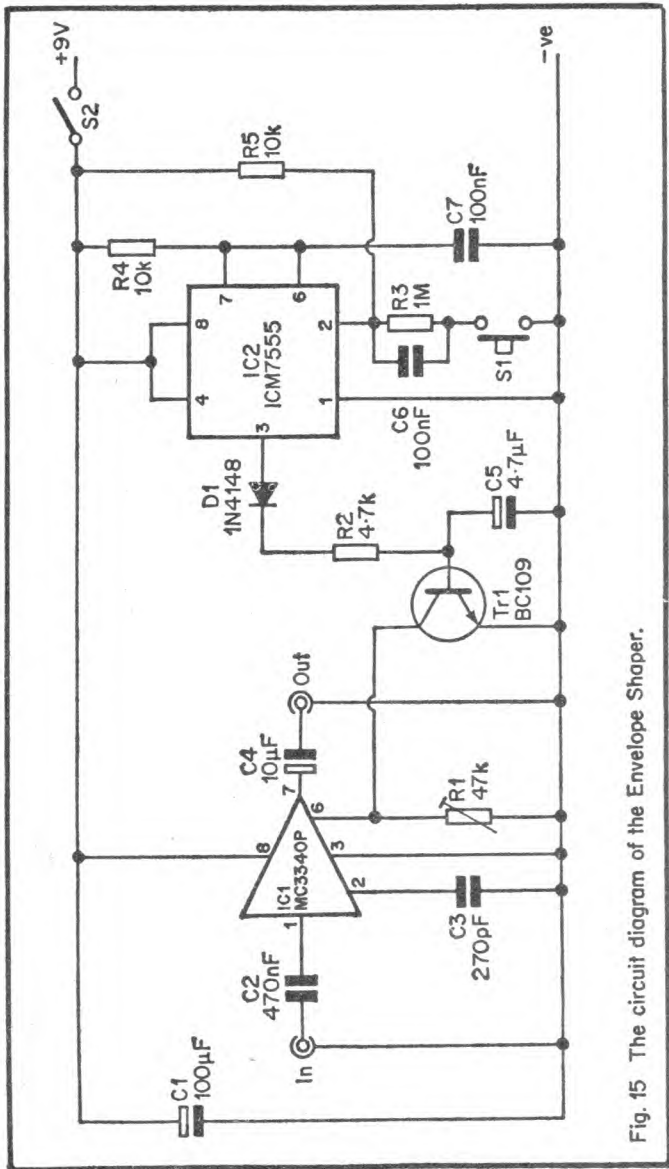 +9V
S2
R5
10k
R4
10k
C7
100nF
7
6
8
4
IC2
ICM7555
2
1
3
R3
1M
S1
C6
100nF
D1
1N4148
R2
4·7k
C5
4·7µF
Tr1
BC109
-ve
Out
C4
10µF
7
6
8
3
2
1
IC1
MC3340P
R1
47k
C3
270pF
C2
470nF
In
C1
100µF
Fig. 15 The circuit diagram of the Envelope Shaper.